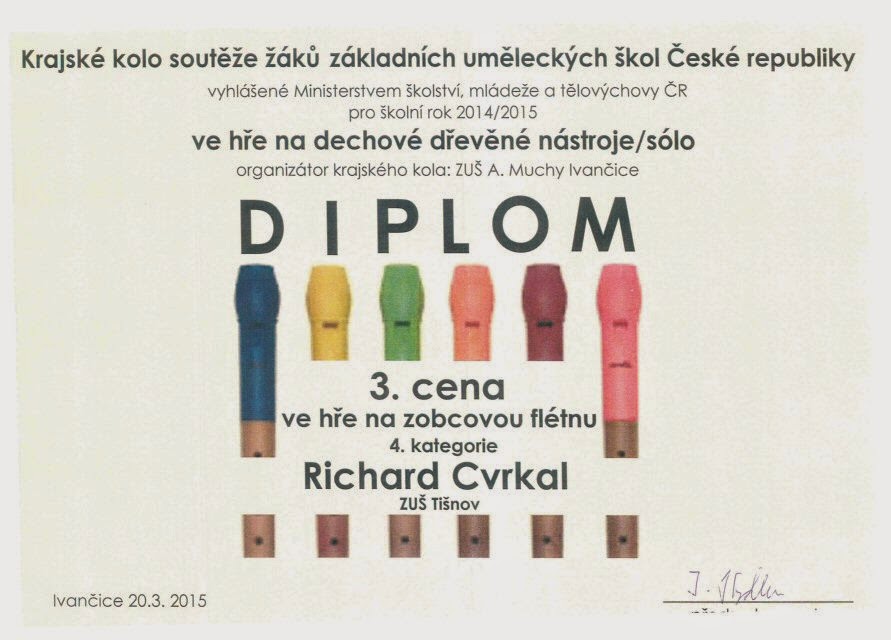 Krajské kolo soutěže žáků základních uměleckých škol České republiky
vyhlášené Ministerstvem školství, mládeže a tělovýchovy ČR
pro školní rok 2014/2015
ve hře na dechové dřevěné nástroje/sólo
organizátor krajského kola: ZUŠ A. Muchy Ivančice
DIPLOM
3. cena
ve hře na zobcovou flétnu
4. kategorie
Richard Cvrkal
ZUŠ Tišnov
Ivančice 20.3. 2015